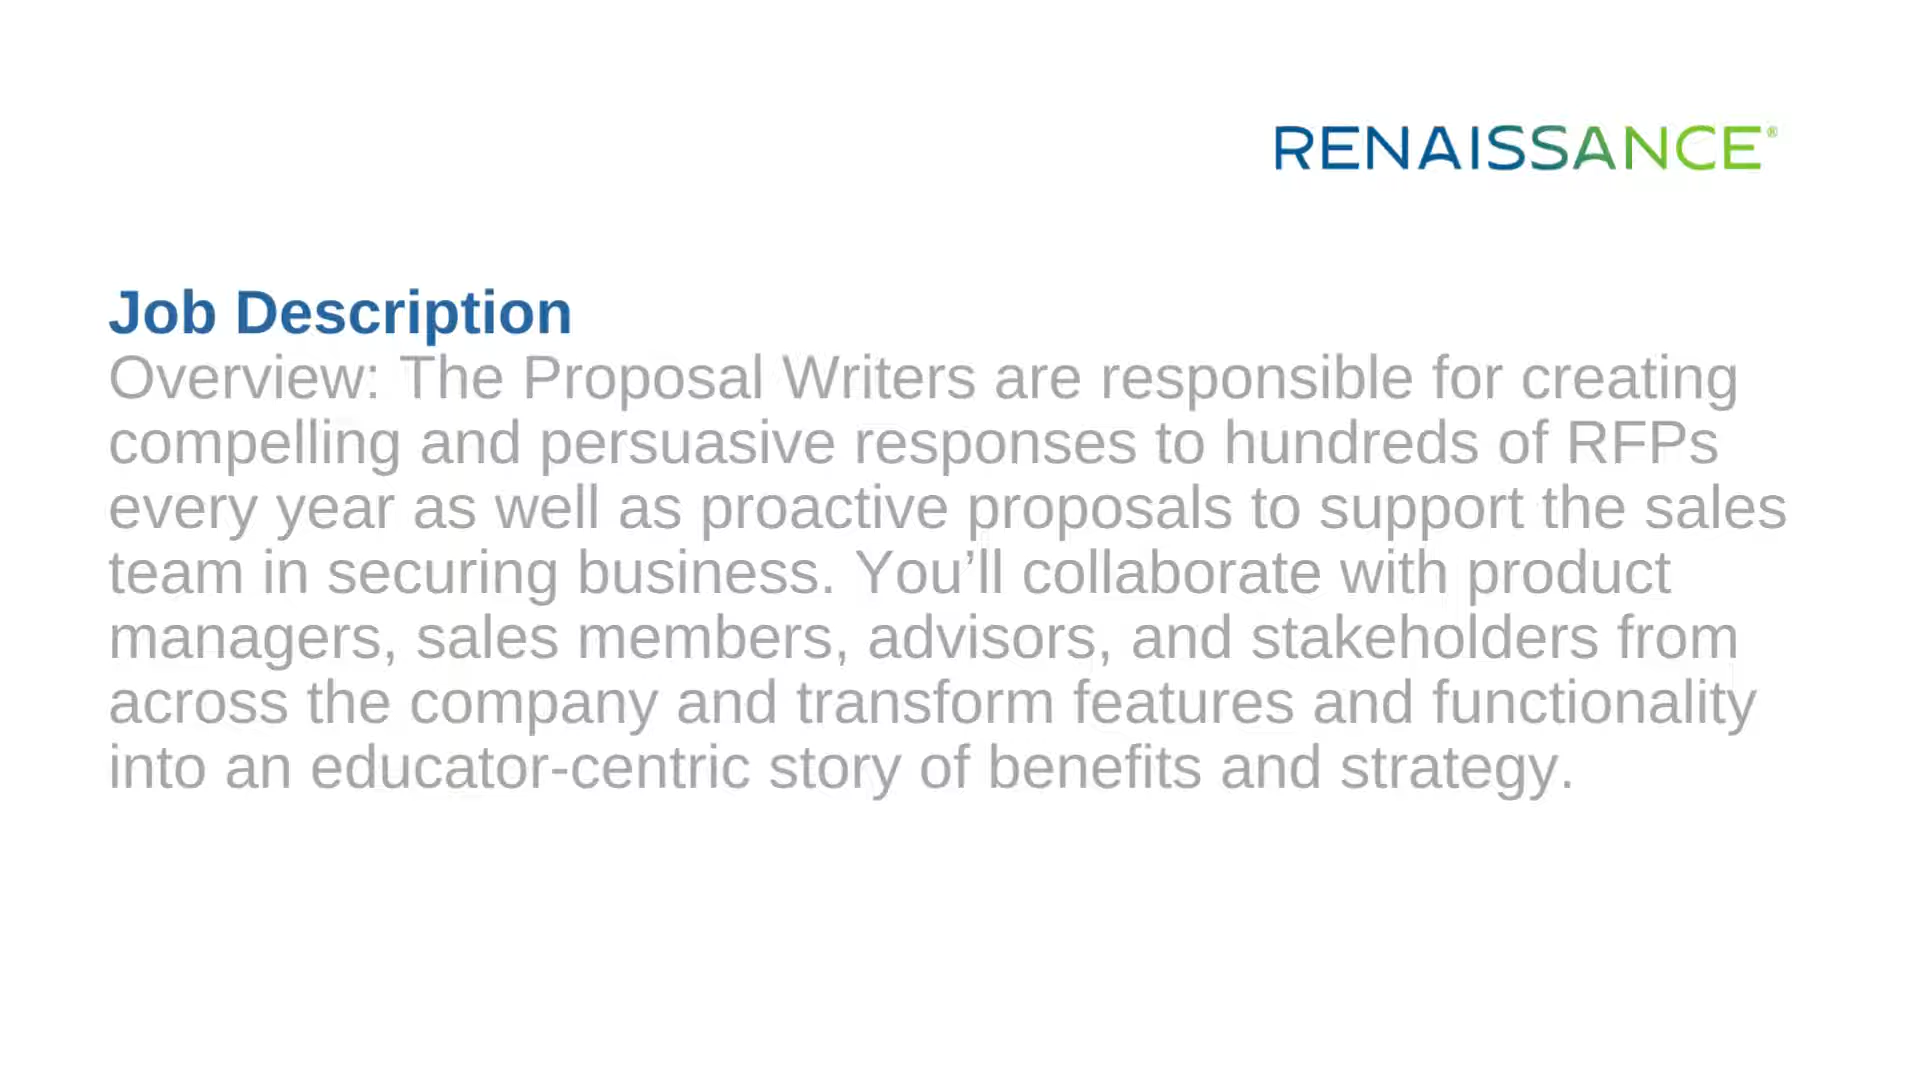 RENAISSANCE®
Job Description
Overview: The Proposal Writers are responsible for creating
compelling and persuasive responses to hundreds of RFPs
every year as well as proactive proposals to support the sales
team in securing business. You’ll collaborate with product
managers, sales members, advisors, and stakeholders from
across the company and transform features and functionality
into an educator-centric story of benefits and strategy.